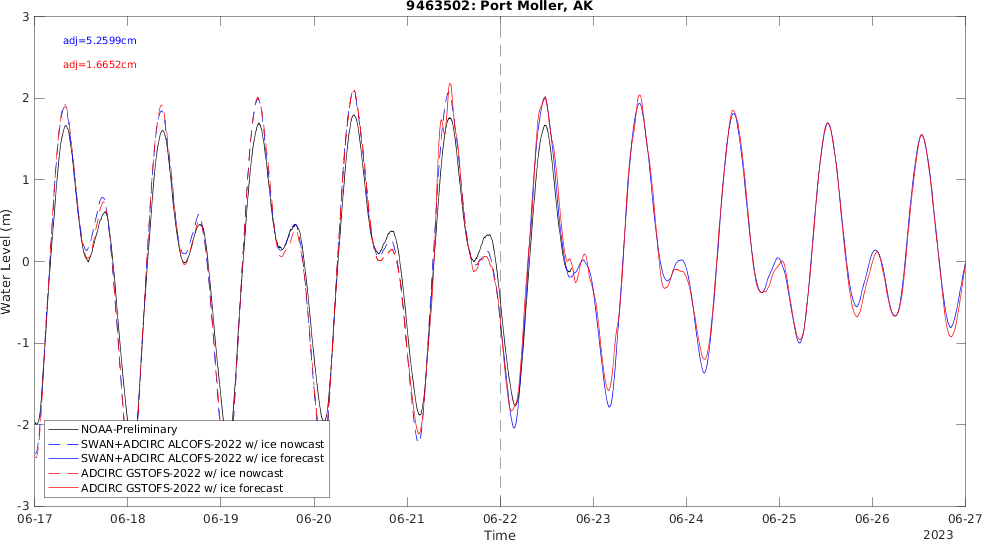 9463502: Port Moller, AK
adj=5.2599cm
adj=1.6652cm
3
2
1
0
-1
-2
-3
Water Level (m)
NOAA-Preliminary
SWAN+ADCIRC ALCOFS-2022 w/ ice nowcast
SWAN+ADCIRC ALCOFS-2022 w/ ice forecast
ADCIRC GSTOFS-2022 w/ ice nowcast
ADCIRC GSTOFS-2022 w/ ice forecast
06-17 06-18 06-19 06-20 06-21 06-22 06-23 06-24 06-25 06-26 06-27
Time
2023